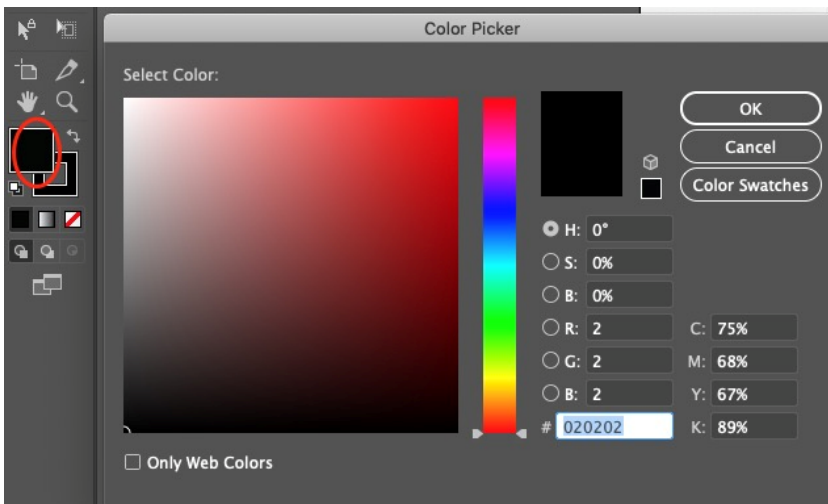 Color Picker
Select Color:
OK
Cancel
Color Swatches
H: 0°
S: 0%
B: 0%
R: 2 C: 75%
G: 2 M: 68%
B: 2 Y: 67%
# 020202 K: 89%
Only Web Colors